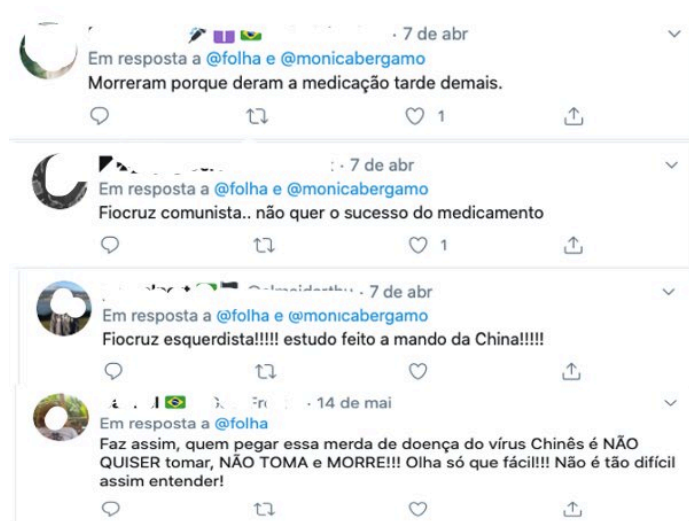 · 7 de abr
Em resposta a @folha e @monicabergamo
Morreram porque deram a medicação tarde demais.
1
· 7 de abr
Em resposta a @folha e @monicabergamo
Fiocruz comunista.. não quer o sucesso do medicamento
1
· 7 de abr
Em resposta a @folha e @monicabergamo
Fiocruz esquerdista!!!!! estudo feito a mando da China!!!!!
· 14 de mai
Em resposta a @folha
Faz assim, quem pegar essa merda de doença do vírus Chinês é NÃO
QUISER tomar, NÃO TOMA e MORRE!!! Olha só que fácil!!! Não é tão difícil
assim entender!